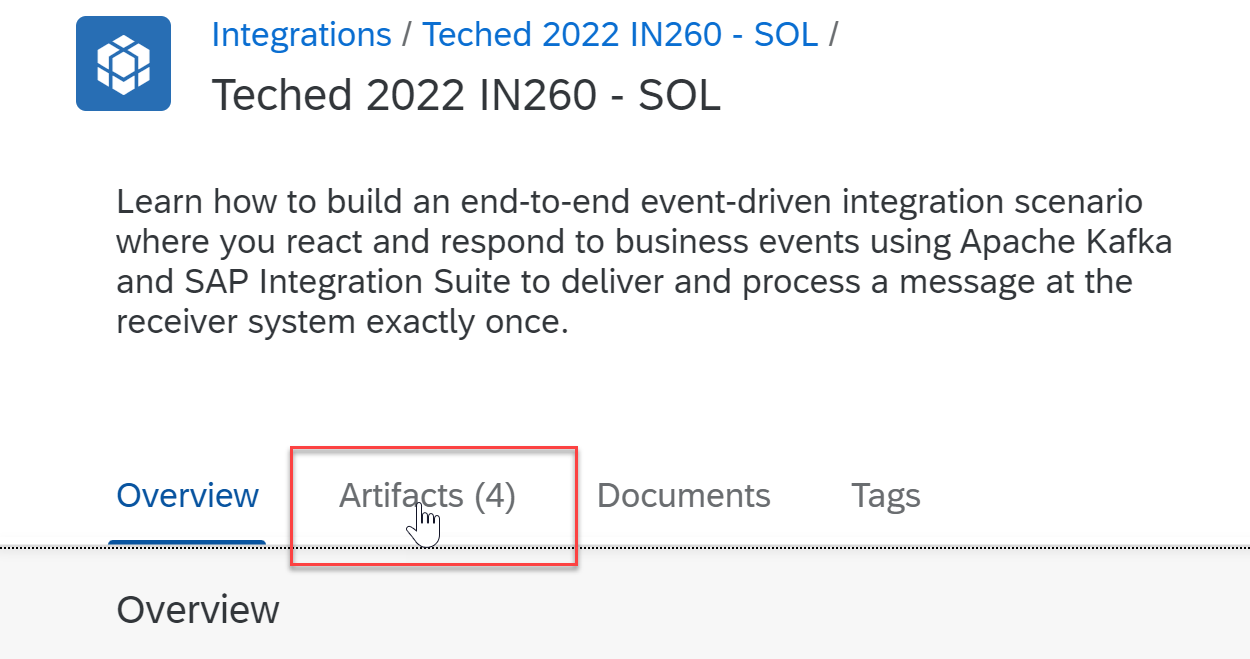 Integrations / Teched 2022 IN260 - SOL /
Teched 2022 IN260 - SOL
Learn how to build an end-to-end event-driven integration scenario
where you react and respond to business events using Apache Kafka
and SAP Integration Suite to deliver and process a message at the
receiver system exactly once.
Overview Artifacts (4) Documents Tags
Overview